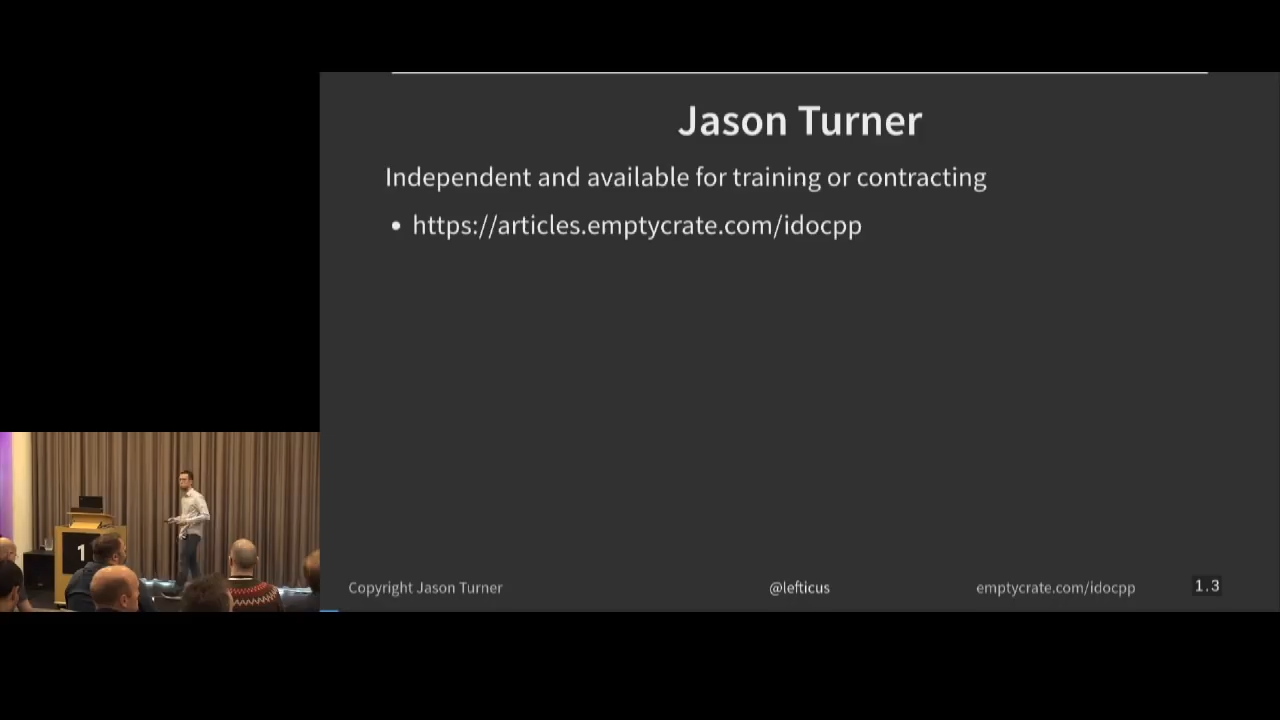 Jason Turner
Independent and available for training or contracting
• https://articles.emptycrate.com/idocpp
1
Copyright Jason Turner
@lefticus
emptycrate.com/idocpp
1.3